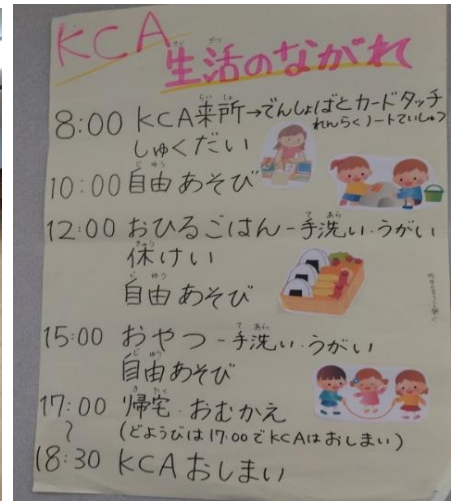 KCA
生活のながれ
8:00 KCA来所→でんしょばとカードタッチ
れんらくノートていしゅつ
しゅくだい
10:00 自由あそび
12:00 おひるごはん-手洗い・うがい
休けい
自由あそび
15:00 おやつ-手洗い・うがい
自由あそび
17:00 帰宅・おむかえ
〜 (どようびは17:00でKCAはおしまい)
18:30 KCAおしまい